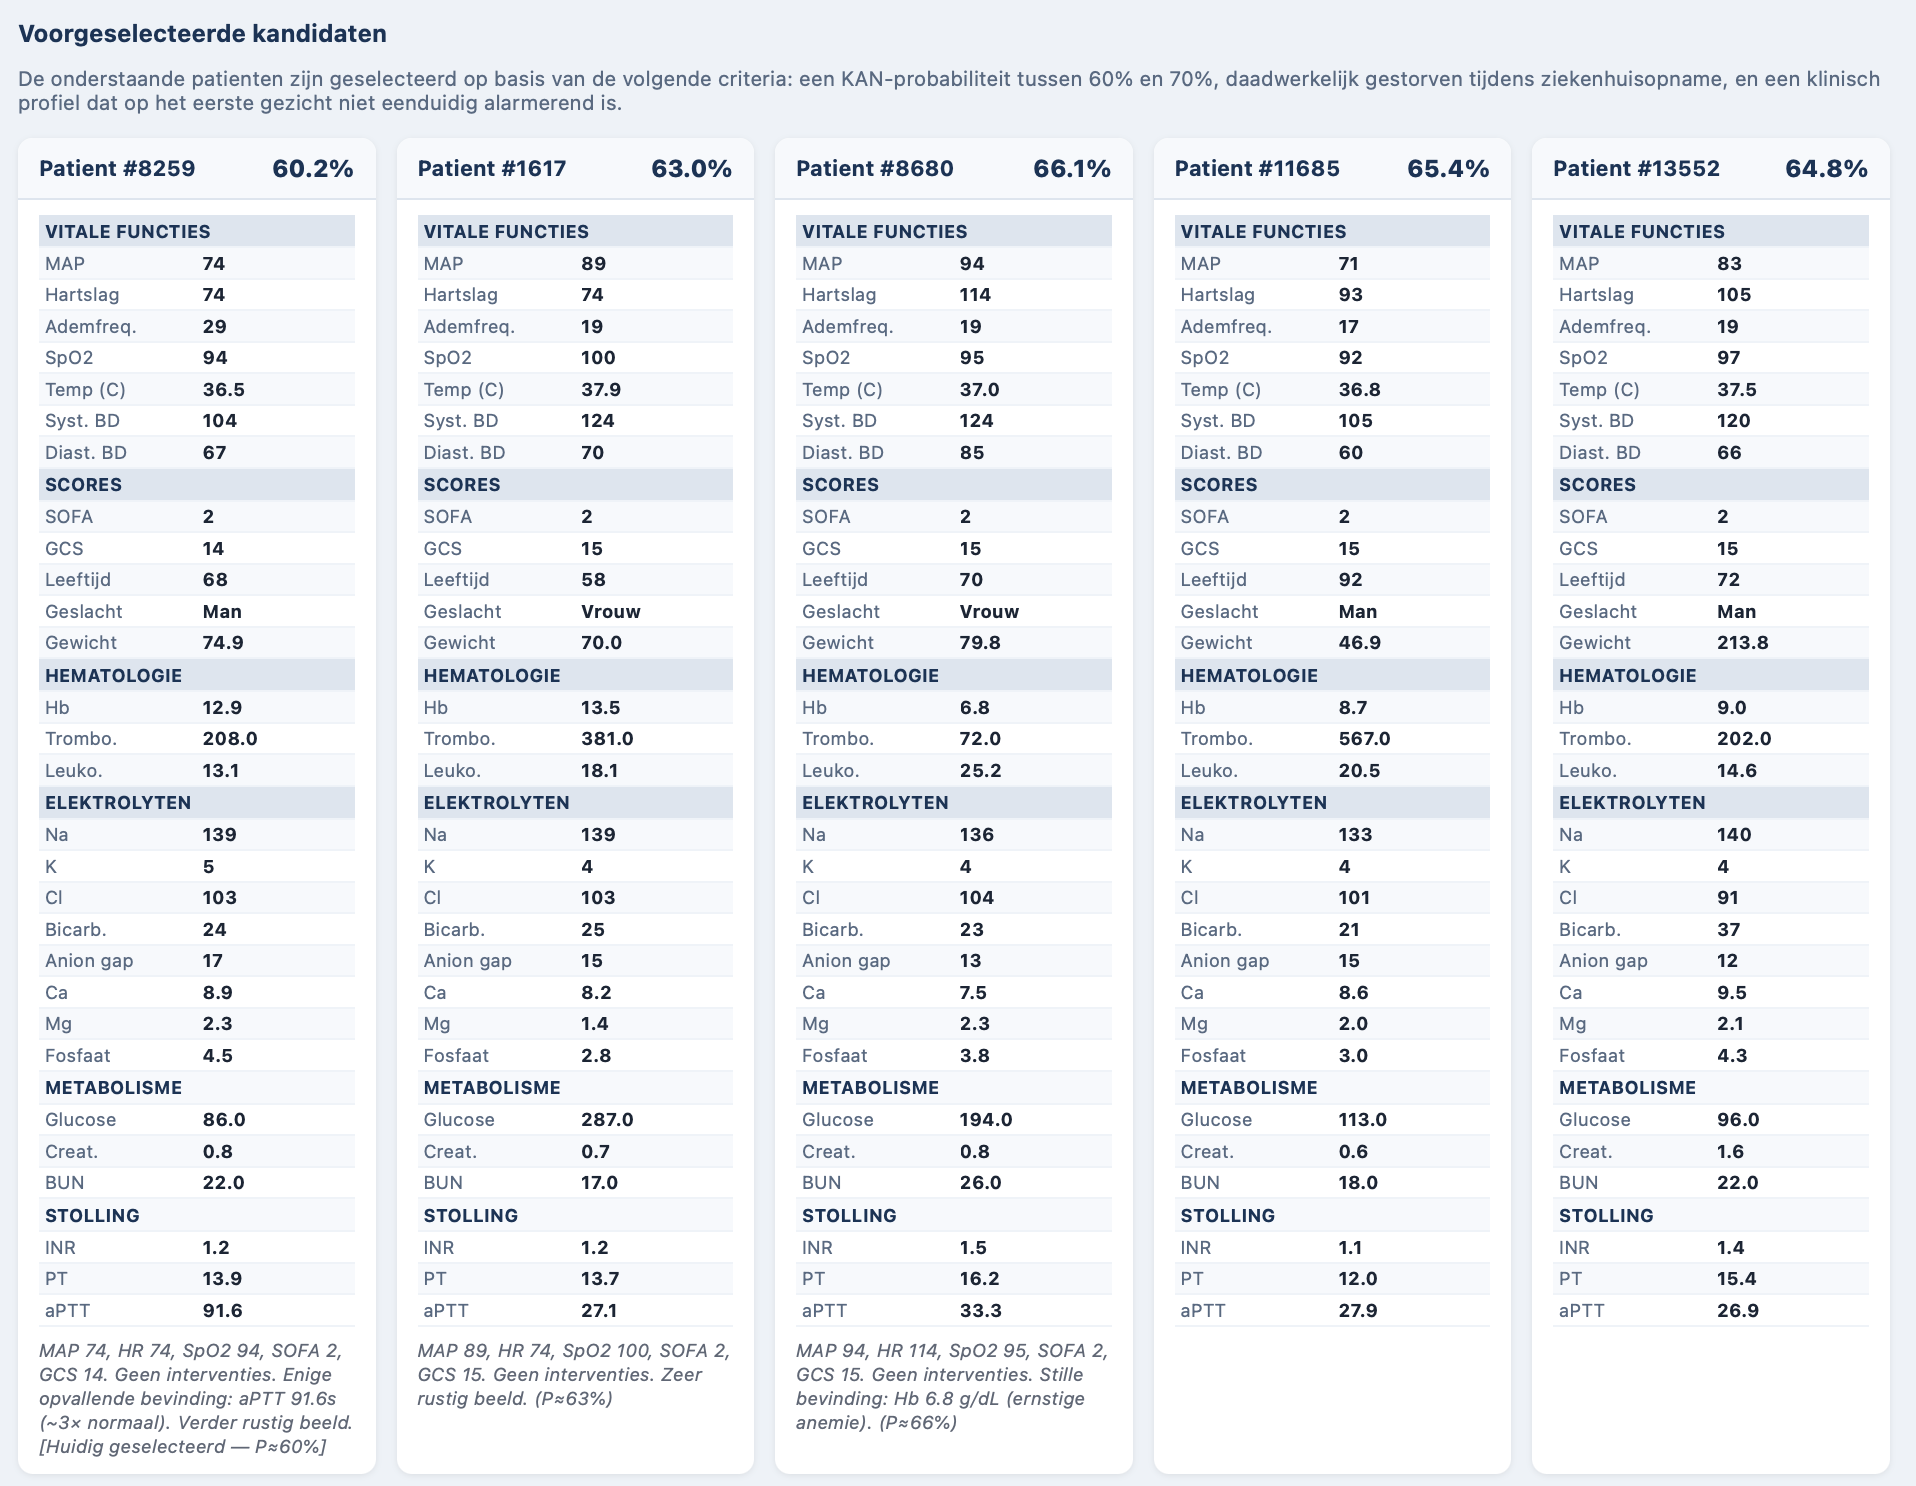 Voorgeselecteerde kandidaten
De onderstaande patienten zijn geselecteerd op basis van de volgende criteria: een KAN-probabiliteit tussen 60% en 70%, daadwerkelijk gestorven tijdens ziekenhuisopname, en een klinisch
profiel dat op het eerste gezicht niet eenduidig alarmerend is.
Patient #8259 60.2%
VITALE FUNCTIES
MAP 74
Hartslag 74
Ademfreq. 29
SpO2 94
Temp (C) 36.5
Syst. BD 104
Diast. BD 67
SCORES
SOFA 2
GCS 14
Leeftijd 68
Geslacht Man
Gewicht 74.9
HEMATOLOGIE
Hb 12.9
Trombo. 208.0
Leuko. 13.1
ELEKTROLYTEN
Na 139
K 5
Cl 103
Bicarb. 24
Anion gap 17
Ca 8.9
Mg 2.3
Fosfaat 4.5
METABOLISME
Glucose 86.0
Creat. 0.8
BUN 22.0
STOLLING
INR 1.2
PT 13.9
aPTT 91.6
MAP 74, HR 74, SpO2 94, SOFA 2,
GCS 14. Geen interventies. Enige
opvallende bevinding: aPTT 91.6s
(~3× normaal). Verder rustig beeld.
[Huidig geselecteerd — P≈60%]
Patient #1617 63.0%
VITALE FUNCTIES
MAP 89
Hartslag 74
Ademfreq. 19
SpO2 100
Temp (C) 37.9
Syst. BD 124
Diast. BD 70
SCORES
SOFA 2
GCS 15
Leeftijd 58
Geslacht Vrouw
Gewicht 70.0
HEMATOLOGIE
Hb 13.5
Trombo. 381.0
Leuko. 18.1
ELEKTROLYTEN
Na 139
K 4
Cl 103
Bicarb. 25
Anion gap 15
Ca 8.2
Mg 1.4
Fosfaat 2.8
METABOLISME
Glucose 287.0
Creat. 0.7
BUN 17.0
STOLLING
INR 1.2
PT 13.7
aPTT 27.1
MAP 89, HR 74, SpO2 100, SOFA 2,
GCS 15. Geen interventies. Zeer
rustig beeld. (P≈63%)
Patient #8680 66.1%
VITALE FUNCTIES
MAP 94
Hartslag 114
Ademfreq. 19
SpO2 95
Temp (C) 37.0
Syst. BD 124
Diast. BD 85
SCORES
SOFA 2
GCS 15
Leeftijd 70
Geslacht Vrouw
Gewicht 79.8
HEMATOLOGIE
Hb 6.8
Trombo. 72.0
Leuko. 25.2
ELEKTROLYTEN
Na 136
K 4
Cl 104
Bicarb. 23
Anion gap 13
Ca 7.5
Mg 2.3
Fosfaat 3.8
METABOLISME
Glucose 194.0
Creat. 0.8
BUN 26.0
STOLLING
INR 1.5
PT 16.2
aPTT 33.3
MAP 94, HR 114, SpO2 95, SOFA 2,
GCS 15. Geen interventies. Stille
bevinding: Hb 6.8 g/dL (ernstige
anemie). (P≈66%)
Patient #11685 65.4%
VITALE FUNCTIES
MAP 71
Hartslag 93
Ademfreq. 17
SpO2 92
Temp (C) 36.8
Syst. BD 105
Diast. BD 60
SCORES
SOFA 2
GCS 15
Leeftijd 92
Geslacht Man
Gewicht 46.9
HEMATOLOGIE
Hb 8.7
Trombo. 567.0
Leuko. 20.5
ELEKTROLYTEN
Na 133
K 4
Cl 101
Bicarb. 21
Anion gap 15
Ca 8.6
Mg 2.0
Fosfaat 3.0
METABOLISME
Glucose 113.0
Creat. 0.6
BUN 18.0
STOLLING
INR 1.1
PT 12.0
aPTT 27.9
Patient #13552 64.8%
VITALE FUNCTIES
MAP 83
Hartslag 105
Ademfreq. 19
SpO2 97
Temp (C) 37.5
Syst. BD 120
Diast. BD 66
SCORES
SOFA 2
GCS 15
Leeftijd 72
Geslacht Man
Gewicht 213.8
HEMATOLOGIE
Hb 9.0
Trombo. 202.0
Leuko. 14.6
ELEKTROLYTEN
Na 140
K 4
Cl 91
Bicarb. 37
Anion gap 12
Ca 9.5
Mg 2.1
Fosfaat 4.3
METABOLISME
Glucose 96.0
Creat. 1.6
BUN 22.0
STOLLING
INR 1.4
PT 15.4
aPTT 26.9